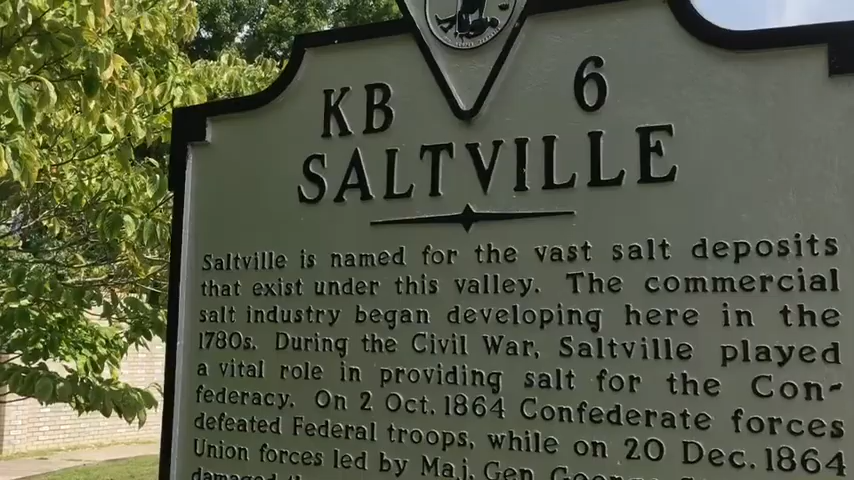 KB 6
SALTVILLE
Saltville is named for the vast salt deposits
that exist under this valley. The commercial
salt industry began developing here in the
1780s. During the Civil War, Saltville played
a vital role in providing salt for the Con-
federacy. On 2 Oct. 1864 Confederate forces
defeated Federal troops, while on 20 Dec. 1864
Union forces led by Maj. Gen. George
damaged